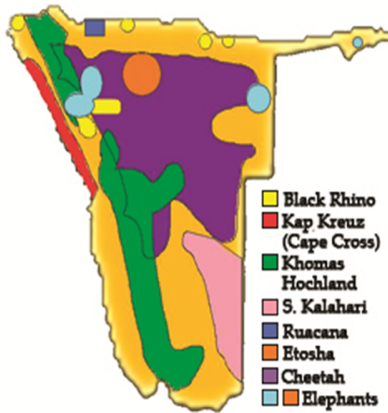 Black Rhino
Kap Kreuz
(Cape Cross)
Khomas
Hochland
S. Kalahari
Ruacana
Etosha
Cheetah
Elephants